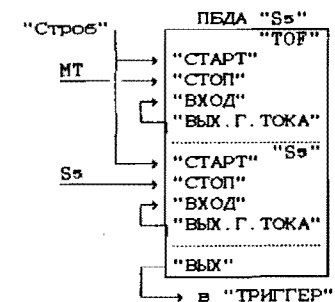 ПБДА "S5"
"Строб"
"TOF"
"СТАРТ"
МТ
"СТОП"
"ВХОД"
"ВЫХ.Г.ТОКА"
"S5"
"СТАРТ"
S5
"СТОП"
"ВХОД"
"ВЫХ.Г.ТОКА"
"ВЫХ"
в "ТРИГГЕР"